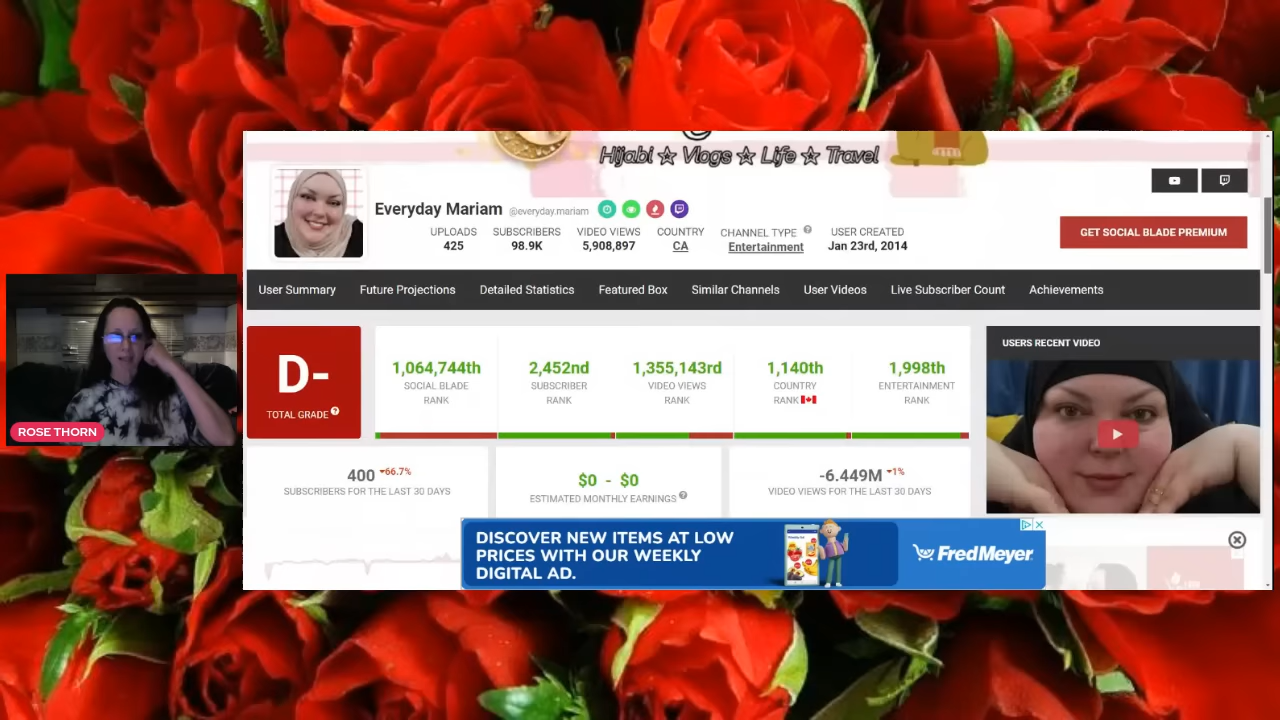 Hijabi ☆ Vlogs ☆ Life ☆ Travel
Everyday Mariam @everyday.mariam
UPLOADS
425
SUBSCRIBERS
98.9K
VIDEO VIEWS
5,908,897
COUNTRY
CA
CHANNEL TYPE ?
Entertainment
USER CREATED
Jan 23rd, 2014
GET SOCIAL BLADE PREMIUM
User Summary
Future Projections
Detailed Statistics
Featured Box
Similar Channels
User Videos
Live Subscriber Count
Achievements
D-
TOTAL GRADE ?
1,064,744th
SOCIAL BLADE
RANK
2,452nd
SUBSCRIBER
RANK
1,355,143rd
VIDEO VIEWS
RANK
1,140th
COUNTRY
RANK
1,998th
ENTERTAINMENT
RANK
USERS RECENT VIDEO
ROSE THORN
400 -66.7%
SUBSCRIBERS FOR THE LAST 30 DAYS
$0 - $0
ESTIMATED MONTHLY EARNINGS ?
-6.449M -1%
VIDEO VIEWS FOR THE LAST 30 DAYS
DISCOVER NEW ITEMS AT LOW
PRICES WITH OUR WEEKLY
DIGITAL AD.
FredMeyer